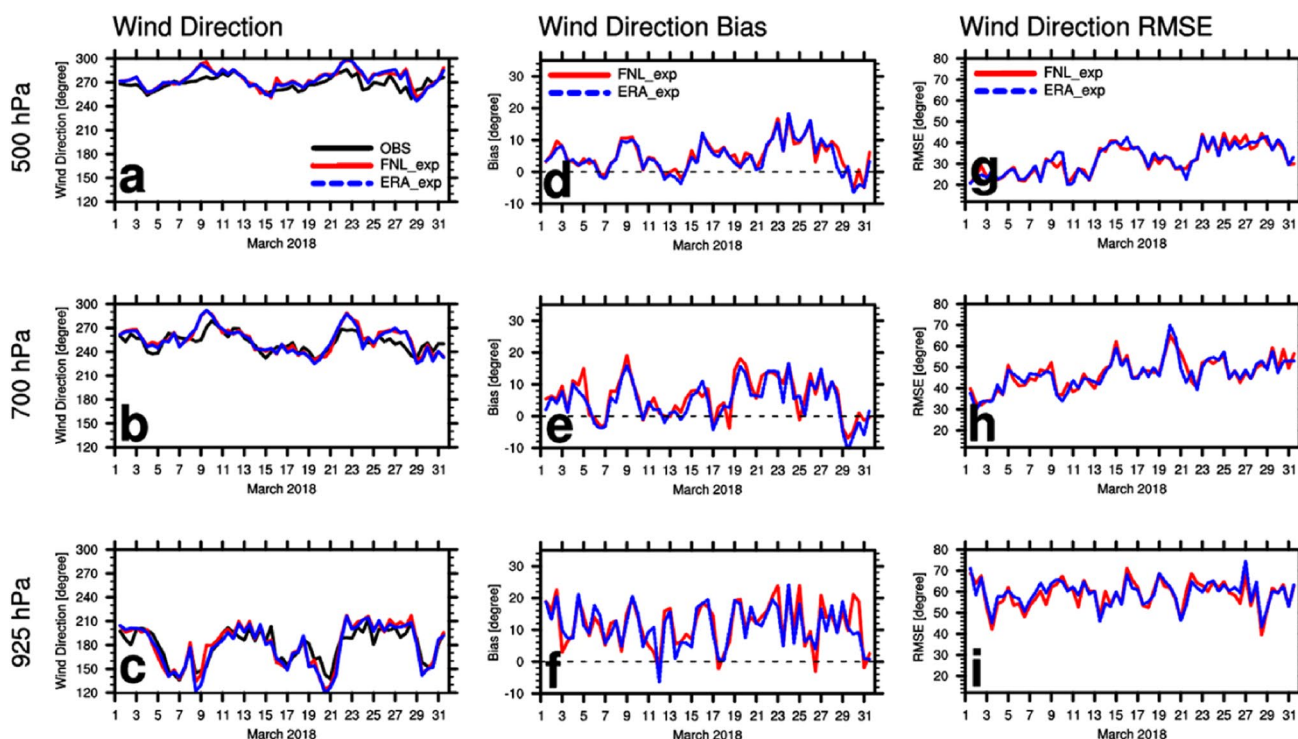 Wind Direction Wind Direction Bias Wind Direction RMSE
500 hPa
Wind Direction [degree]
300
270
240
210
180
150
120
OBS
FNL_exp
ERA_exp
a
1 3 5 7 9 11 13 15 17 19 21 23 25 27 29 31
March 2018
Bias [degree]
30
20
10
0
-10
FNL_exp
ERA_exp
d
1 3 5 7 9 11 13 15 17 19 21 23 25 27 29 31
March 2018
RMSE [degree]
80
70
60
50
40
30
20
FNL_exp
ERA_exp
g
1 3 5 7 9 11 13 15 17 19 21 23 25 27 29 31
March 2018
700 hPa
Wind Direction [degree]
300
270
240
210
180
150
120
b
1 3 5 7 9 11 13 15 17 19 21 23 25 27 29 31
March 2018
Bias [degree]
30
20
10
0
-10
e
1 3 5 7 9 11 13 15 17 19 21 23 25 27 29 31
March 2018
RMSE [degree]
80
70
60
50
40
30
20
h
1 3 5 7 9 11 13 15 17 19 21 23 25 27 29 31
March 2018
925 hPa
Wind Direction [degree]
300
270
240
210
180
150
120
c
1 3 5 7 9 11 13 15 17 19 21 23 25 27 29 31
March 2018
Bias [degree]
30
20
10
0
-10
f
1 3 5 7 9 11 13 15 17 19 21 23 25 27 29 31
March 2018
RMSE [degree]
80
70
60
50
40
30
20
i
1 3 5 7 9 11 13 15 17 19 21 23 25 27 29 31
March 2018